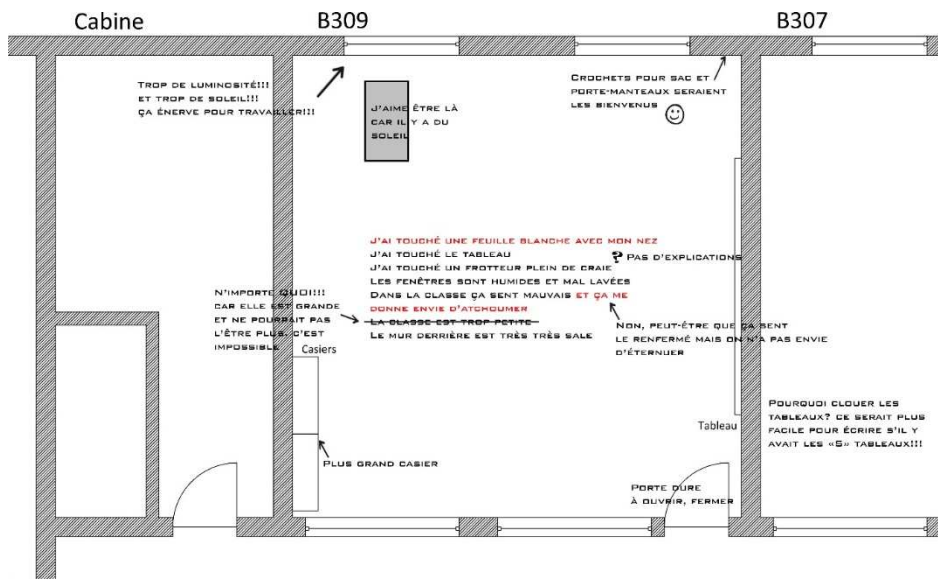 Cabine
B309
B307
TROP DE LUMINOSITÉ!!!
ET TROP DE SOLEIL!!!
ÇA ÉNERVE POUR TRAVAILLER!!!
J'AIME ÊTRE LÀ
CAR IL Y A DU
SOLEIL
CROCHETS POUR SAC ET
PORTE-MANTEAUX SERAIENT
LES BIENVENUS
J'AI TOUCHÉ UNE FEUILLE BLANCHE AVEC MON NEZ
J'AI TOUCHÉ LE TABLEAU
J'AI TOUCHÉ UN FROTTEUR PLEIN DE CRAIE
LES FENÊTRES SONT HUMIDES ET MAL LAVÉES
DANS LA CLASSE ÇA SENT MAUVAIS ET ÇA ME
DONNE ENVIE D'ATCHOUMER
LA CLASSE EST TROP PETITE
LE MUR DERRIÈRE EST TRÈS TRÈS SALE
? PAS D'EXPLICATIONS
N'IMPORTE QUOI!!!
CAR ELLE EST GRANDE
ET NE POURRAIT PAS
L'ÊTRE PLUS. C'EST
IMPOSSIBLE
NON, PEUT-ÊTRE QUE ÇA SENT
LE RENFERMÉ MAIS ON N'A PAS ENVIE
D'ÉTERNUER
Casiers
PLUS GRAND CASIER
Tableau
POURQUOI CLOUER LES
TABLEAUX? CE SERAIT PLUS
FACILE POUR ÉCRIRE S'IL Y
AVAIT LES «5» TABLEAUX!!!
PORTE DURE
À OUVRIR, FERMER